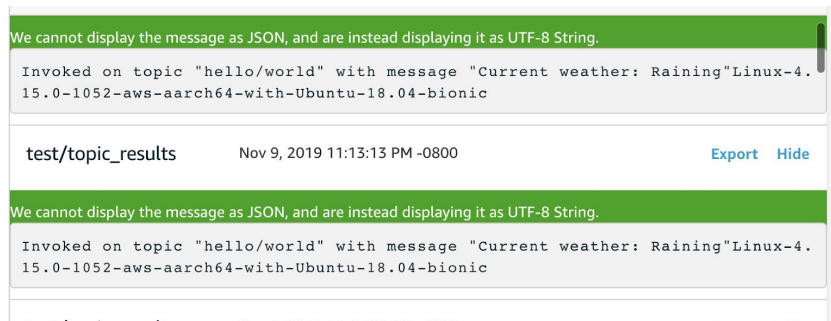 We cannot display the message as JSON, and are instead displaying it as UTF-8 String.
Invoked on topic "hello/world" with message "Current weather: Raining"Linux-4.
15.0-1052-aws-aarch64-with-Ubuntu-18.04-bionic
test/topic_results Nov 9, 2019 11:13:13 PM -0800 Export Hide
We cannot display the message as JSON, and are instead displaying it as UTF-8 String.
Invoked on topic "hello/world" with message "Current weather: Raining"Linux-4.
15.0-1052-aws-aarch64-with-Ubuntu-18.04-bionic